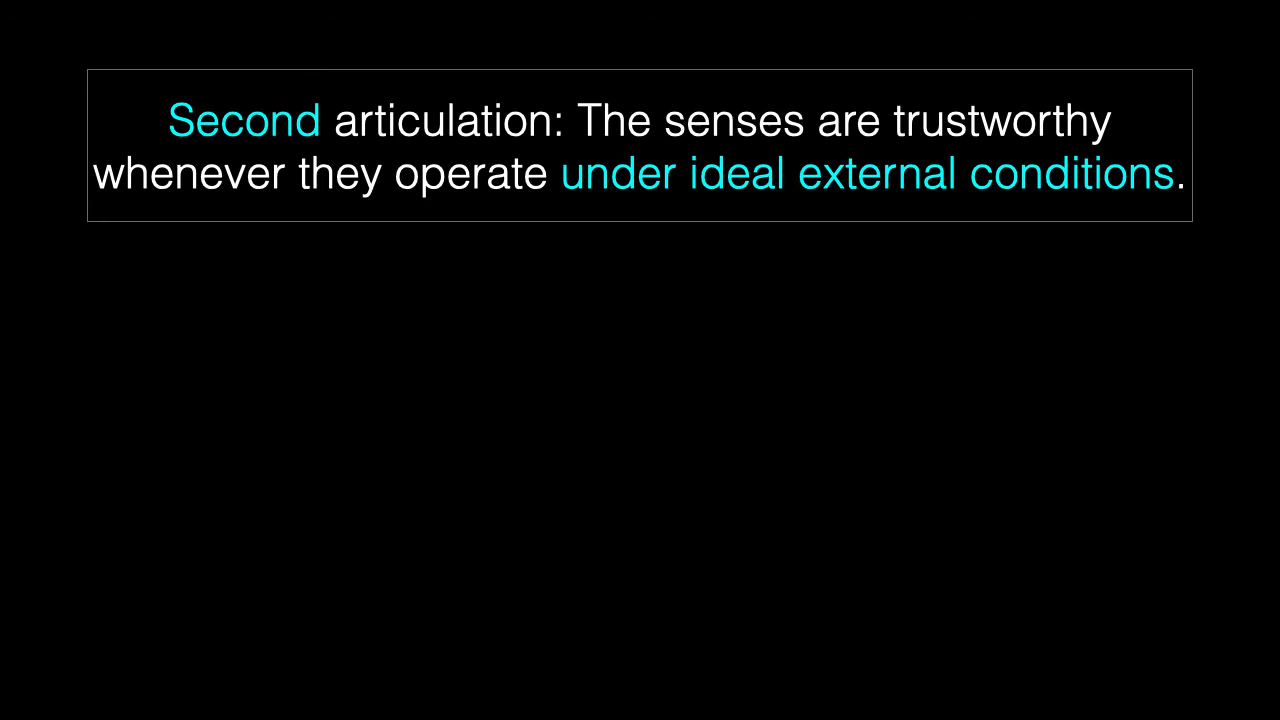 Second articulation: The senses are trustworthy
whenever they operate under ideal external conditions.